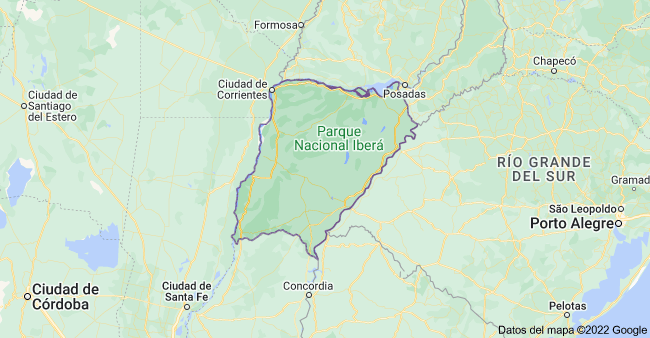 Formosa
Chapecó
Ciudad de
Corrientes
Posadas
Ciudad de
Santiago
del Estero
Parque
Nacional Iberá
RÍO GRANDE
DEL SUR
Gramad
São Leopoldo
Porto Alegre
Ciudad de
Córdoba
Ciudad de
Santa Fe
Concordia
Pelotas
Datos del mapa ©2022 Google